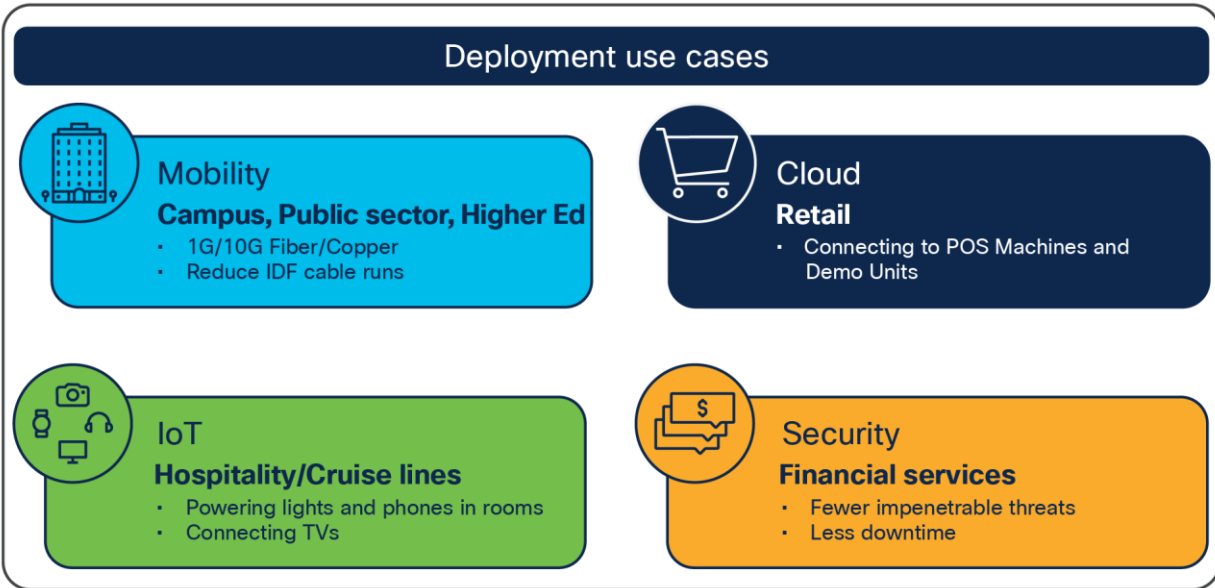 Deployment use cases
Mobility
Campus, Public sector, Higher Ed
· 1G/10G Fiber/Copper
· Reduce IDF cable runs
Cloud
Retail
· Connecting to POS Machines and
Demo Units
IoT
Hospitality/Cruise lines
· Powering lights and phones in rooms
· Connecting TVs
$
Security
Financial services
· Fewer impenetrable threats
· Less downtime